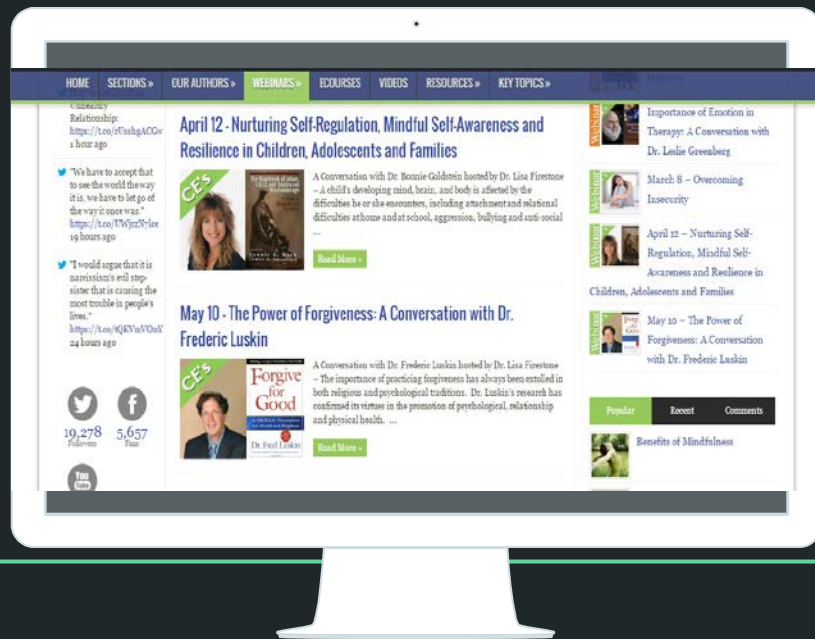 HOME SECTIONS » OUR AUTHORS » WEBINARS » ECOURSES VIDEOS RESOURCES » KEY TOPICS »
Unhealthy
Relationship:
1 hour ago
"We have to accept that
to see the world the way
it is, we have to let go of
the way it once was."
19 hours ago
"I would argue that it is
narcissism's evil step-
sister that is causing the
most trouble in people's
lives."
24 hours ago
19,278 5,657
Followers Fans
You
Tube
April 12 - Nurturing Self-Regulation, Mindful Self-Awareness and
Resilience in Children, Adolescents and Families
CE's
A Conversation with Dr. Bonnie Goldstein hosted by Dr. Lisa Firestone
– A child's developing mind, brain, and body is affected by the
difficulties he or she encounters, including attachment and relational
difficulties at home and at school, aggression, bullying and anti-social
...
Read More »
May 10 - The Power of Forgiveness: A Conversation with Dr.
Frederic Luskin
CE's
Forgive
for
Good
Dr. Fred Luskin
A Conversation with Dr. Frederic Luskin hosted by Dr. Lisa Firestone
– The importance of practicing forgiveness has always been extolled in
both religious and psychological traditions. Dr. Luskin's research has
confirmed its virtues in the promotion of psychological, relationship
and physical health. ...
Read More »
Webinar
Importance of Emotion in
Therapy: A Conversation with
Dr. Leslie Greenberg
Webinar
March 8 – Overcoming
Insecurity
Webinar
April 12 – Nurturing Self-
Regulation, Mindful Self-
Awareness and Resilience in
Children, Adolescents and Families
Webinar
May 10 – The Power of
Forgiveness: A Conversation
with Dr. Frederic Luskin
Popular Recent Comments
Benefits of Mindfulness